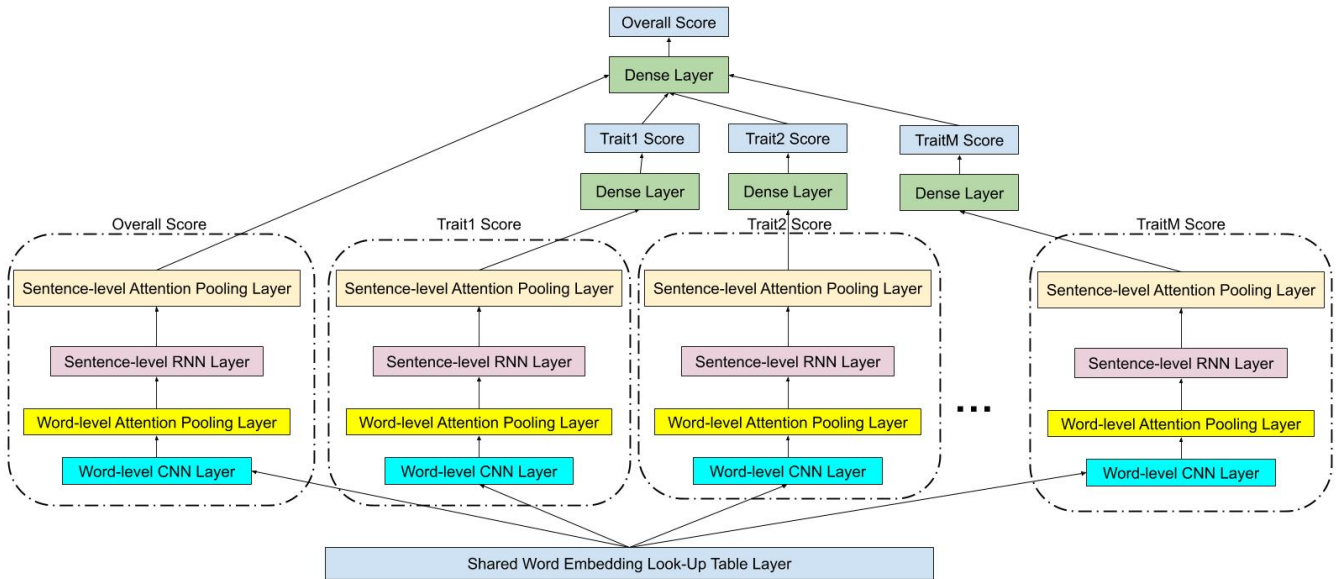 Overall Score
Dense Layer
Trait1 Score
Trait2 Score
TraitM Score
Dense Layer
Dense Layer
Dense Layer
Overall Score
Trait1 Score
Trait2 Score
TraitM Score
Sentence-level Attention Pooling Layer
Sentence-level Attention Pooling Layer
Sentence-level Attention Pooling Layer
Sentence-level Attention Pooling Layer
Sentence-level RNN Layer
Sentence-level RNN Layer
Sentence-level RNN Layer
Sentence-level RNN Layer
Word-level Attention Pooling Layer
Word-level Attention Pooling Layer
Word-level Attention Pooling Layer
Word-level Attention Pooling Layer
...
Word-level CNN Layer
Word-level CNN Layer
Word-level CNN Layer
Word-level CNN Layer
Shared Word Embedding Look-Up Table Layer